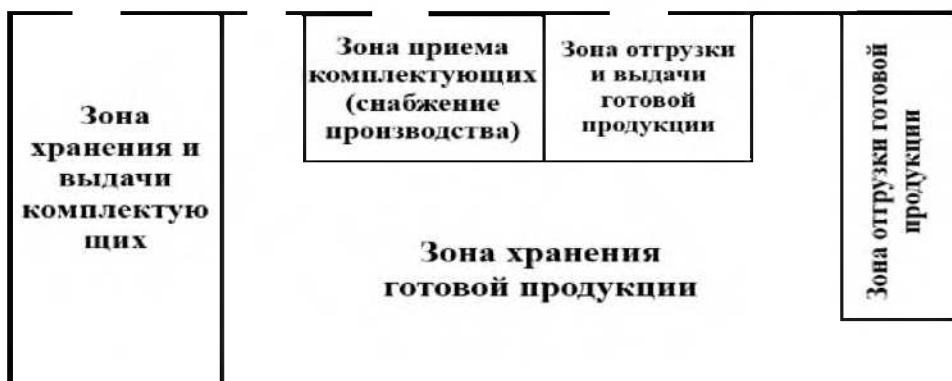 Зона
хранения и
выдачи
комплектую
щих
Зона приема
комплектующих
(снабжение
производства)
Зона отгрузки
и выдачи
готовой
продукции
Зона хранения
готовой продукции
Зона отгрузки готовой
продукции